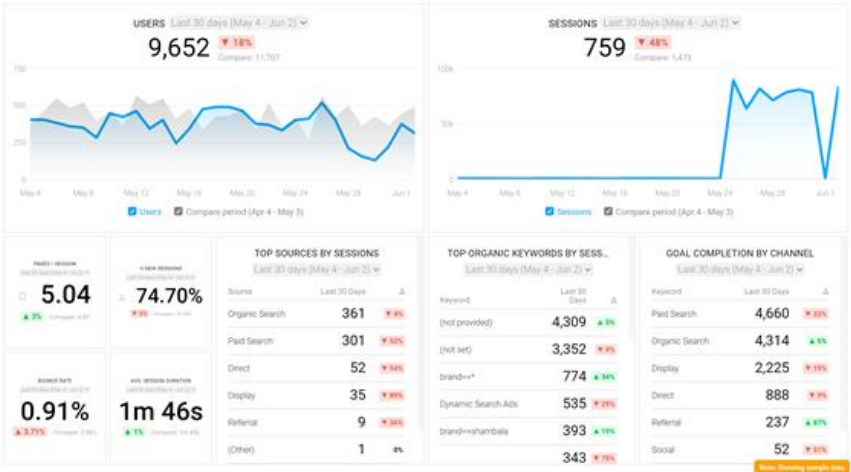 USERS Last 30 days (May 4 - Jun 2)
9,652 ▼ 18%
Compare: 11,707
750
500
250
0
May 4 May 8 May 12 May 16 May 20 May 24 May 28 Jun 1
Users Compare period (Apr 4 - May 3)
SESSIONS Last 30 days (May 4 - Jun 2)
759 ▼ 48%
Compare: 1,473
100k
50k
0
May 4 May 8 May 12 May 16 May 20 May 24 May 28 Jun 1
Sessions Compare period (Apr 4 - May 3)
PAGES / SESSION
5.04
▲ 3%
% NEW SESSIONS
74.70%
BOUNCE RATE
0.91%
▲ 3.71%
AVG. SESSION DURATION
1m 46s
▲ 1%
TOP SOURCES BY SESSIONS
Last 30 days (May 4 - Jun 2)
Source Last 30 Days Δ
Organic Search 361 ▼ 4%
Paid Search 301 ▼ 52%
Direct 52 ▼ 54%
Display 35 ▼ 89%
Referral 9 ▼ 36%
(Other) 1 0%
TOP ORGANIC KEYWORDS BY SESS...
Last 30 days (May 4 - Jun 2)
Keyword Last 30 Days Δ
(not provided) 4,309 ▲ 5%
(not set) 3,352 ▼ 9%
brand==* 774 ▲ 34%
Dynamic Search Ads 535 ▼ 29%
brand==shambala 393 ▲ 19%
343 ▼ 75%
GOAL COMPLETION BY CHANNEL
Last 30 days (May 4 - Jun 2)
Keyword Last 30 Days Δ
Paid Search 4,660 ▼ 22%
Organic Search 4,314 ▲ 5%
Display 2,225 ▼ 19%
Direct 888 ▼ 9%
Referral 237 ▲ 87%
Social 52 ▼ 51%
Note: Showing sample data